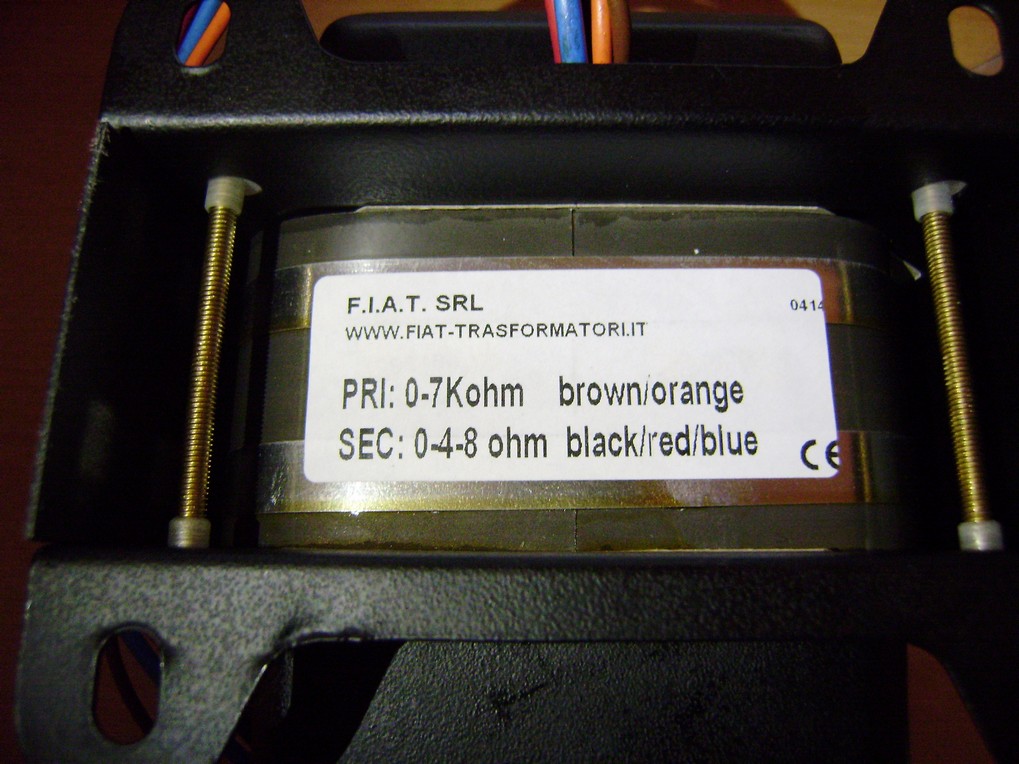 F.I.A.T. SRL 0414
WWW.FIAT-TRASFORMATORI.IT
PRI: 0-7Kohm brown/orange
SEC: 0-4-8 ohm black/red/blue
CE